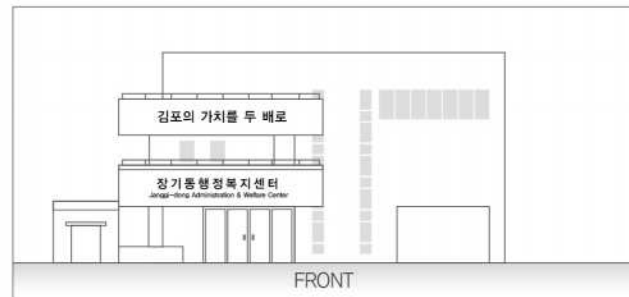 김포의 가치를 두 배로
장기동행정복지센터
Janggi-dong Administration & Welfare Center
FRONT